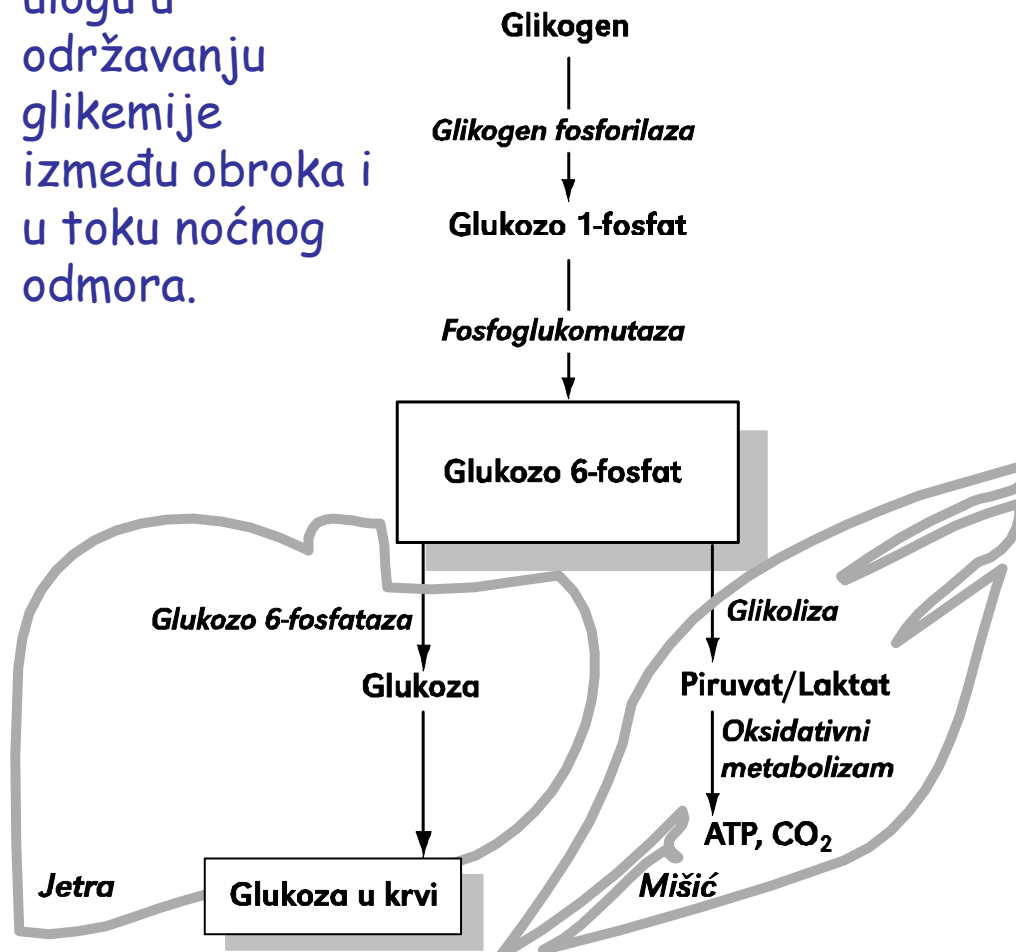 ulogu u
održavanju
glikemije
između obroka i
u toku noćnog
odmora.
Glikogen
Glikogen fosforilaza
Glukozo 1-fosfat
Fosfoglukomutaza
Glukozo 6-fosfat
Glukozo 6-fosfataza
Glukoza
Glukoza u krvi
Jetra
Glikoliza
Piruvat/Laktat
Oksidativni
metabolizam
ATP, CO₂
Mišić